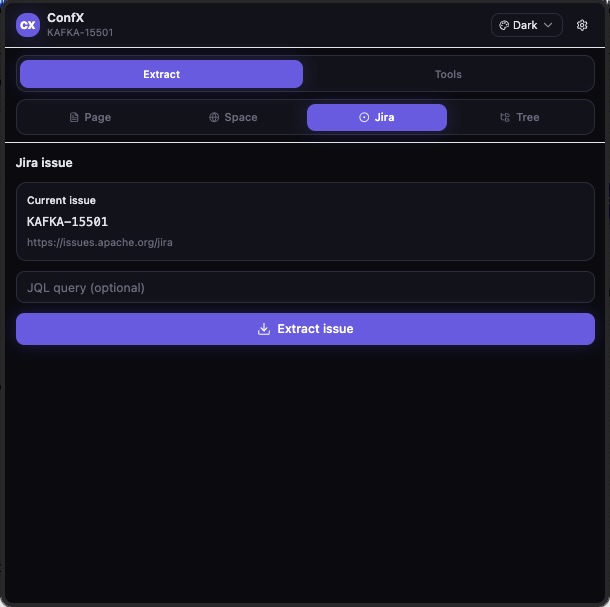 CX
ConfX
KAFKA-15501
Dark
Extract
Tools
Page
Space
Jira
Tree
Jira issue
Current issue
KAFKA-15501
https://issues.apache.org/jira
JQL query (optional)
Extract issue